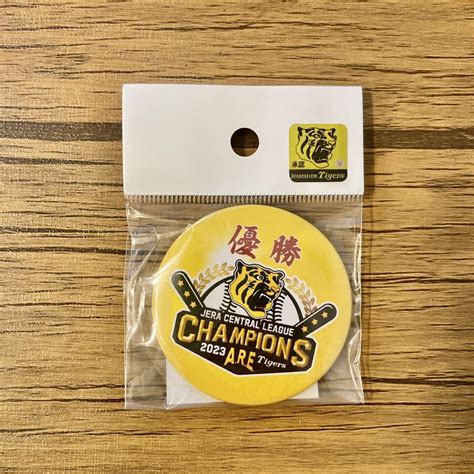 承認
HANSHIN Tigers
優勝
JERA CENTRAL LEAGUE
CHAMPIONS
2023 ARE Tigers